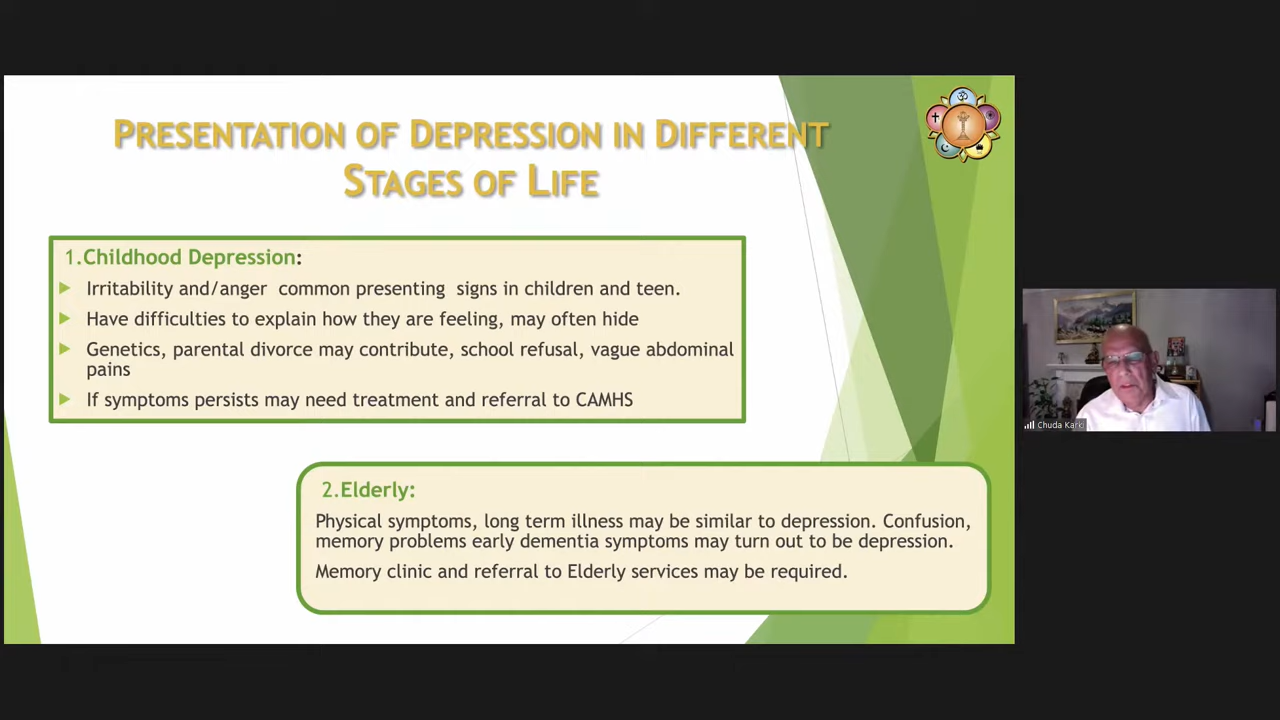 PRESENTATION OF DEPRESSION IN DIFFERENT
STAGES OF LIFE
1.Childhood Depression:
Irritability and/anger common presenting signs in children and teen.
Have difficulties to explain how they are feeling, may often hide
Genetics, parental divorce may contribute, school refusal, vague abdominal
pains
If symptoms persists may need treatment and referral to CAMHS
2.Elderly:
Physical symptoms, long term illness may be similar to depression. Confusion,
memory problems early dementia symptoms may turn out to be depression.
Memory clinic and referral to Elderly services may be required.
Chuda Karki